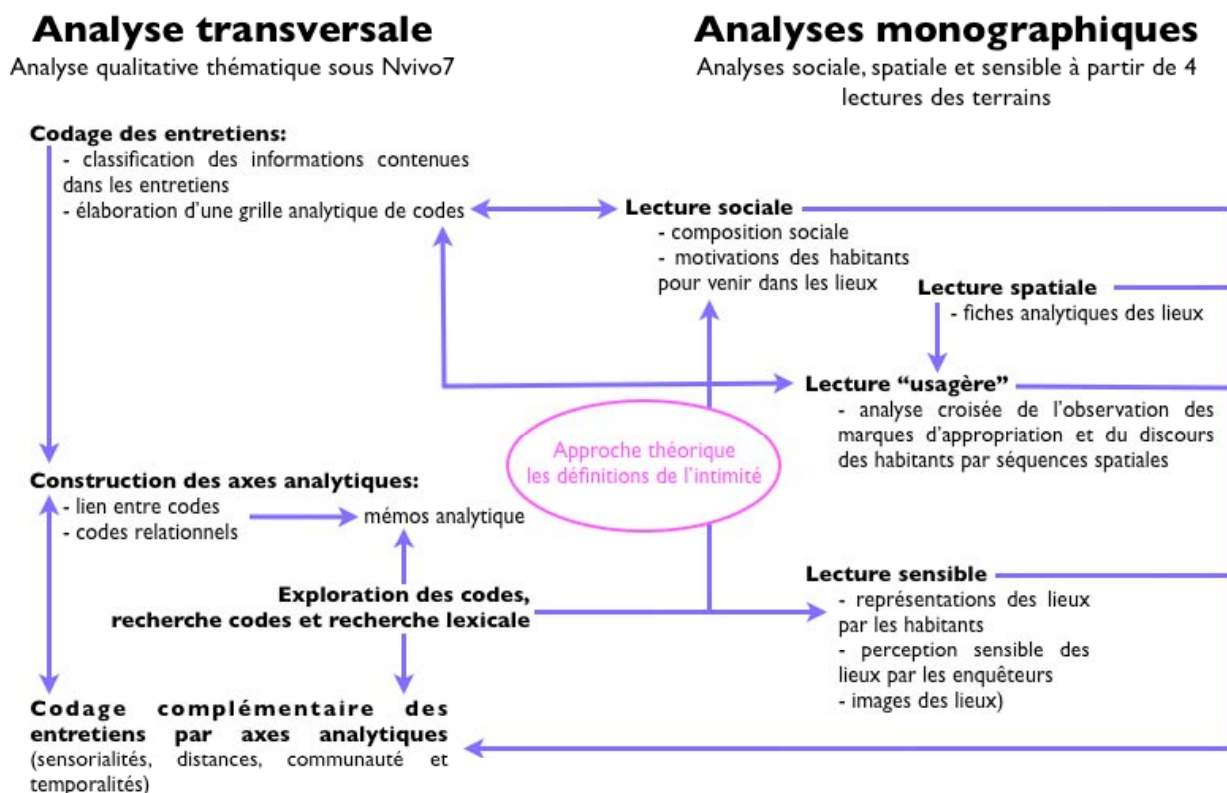 Analyse transversale
Analyse qualitative thématique sous Nvivo7
Codage des entretiens:
- classification des informations contenues
dans les entretiens
- élaboration d'une grille analytique de codes
Construction des axes analytiques:
- lien entre codes
- codes relationnels
mémos analytique
Exploration des codes,
recherche codes et recherche lexicale
Codage complémentaire des
entretiens par axes analytiques
(sensorialités, distances, communauté et
temporalités)
Approche théorique
les définitions de l'intimité
Analyses monographiques
Analyses sociale, spatiale et sensible à partir de 4
lectures des terrains
Lecture sociale
- composition sociale
- motivations des habitants
pour venir dans les lieux
Lecture spatiale
- fiches analytiques des lieux
Lecture “usagère”
- analyse croisée de l'observation des
marques d'appropriation et du discours
des habitants par séquences spatiales
Lecture sensible
- représentations des lieux
par les habitants
- perception sensible des
lieux par les enquêteurs
- images des lieux)